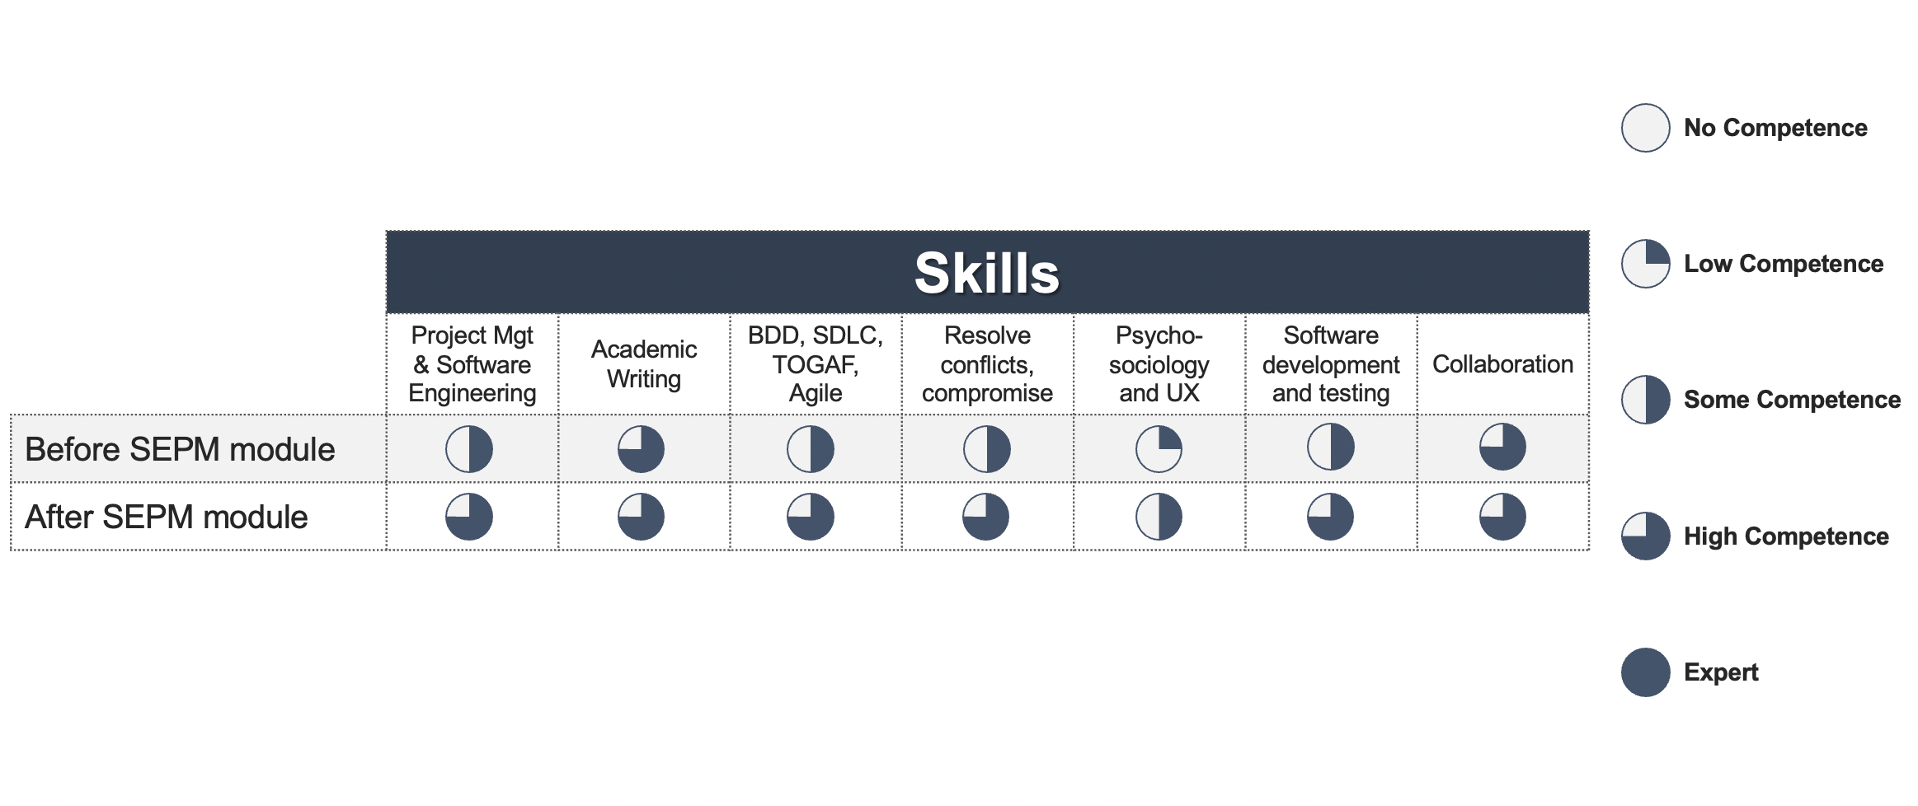 Skills
Project Mgt
& Software
Engineering
Academic
Writing
BDD, SDLC,
TOGAF,
Agile
Resolve
conflicts,
compromise
Psycho-
sociology
and UX
Software
development
and testing
Collaboration
Before SEPM module
After SEPM module
No Competence
Low Competence
Some Competence
High Competence
Expert